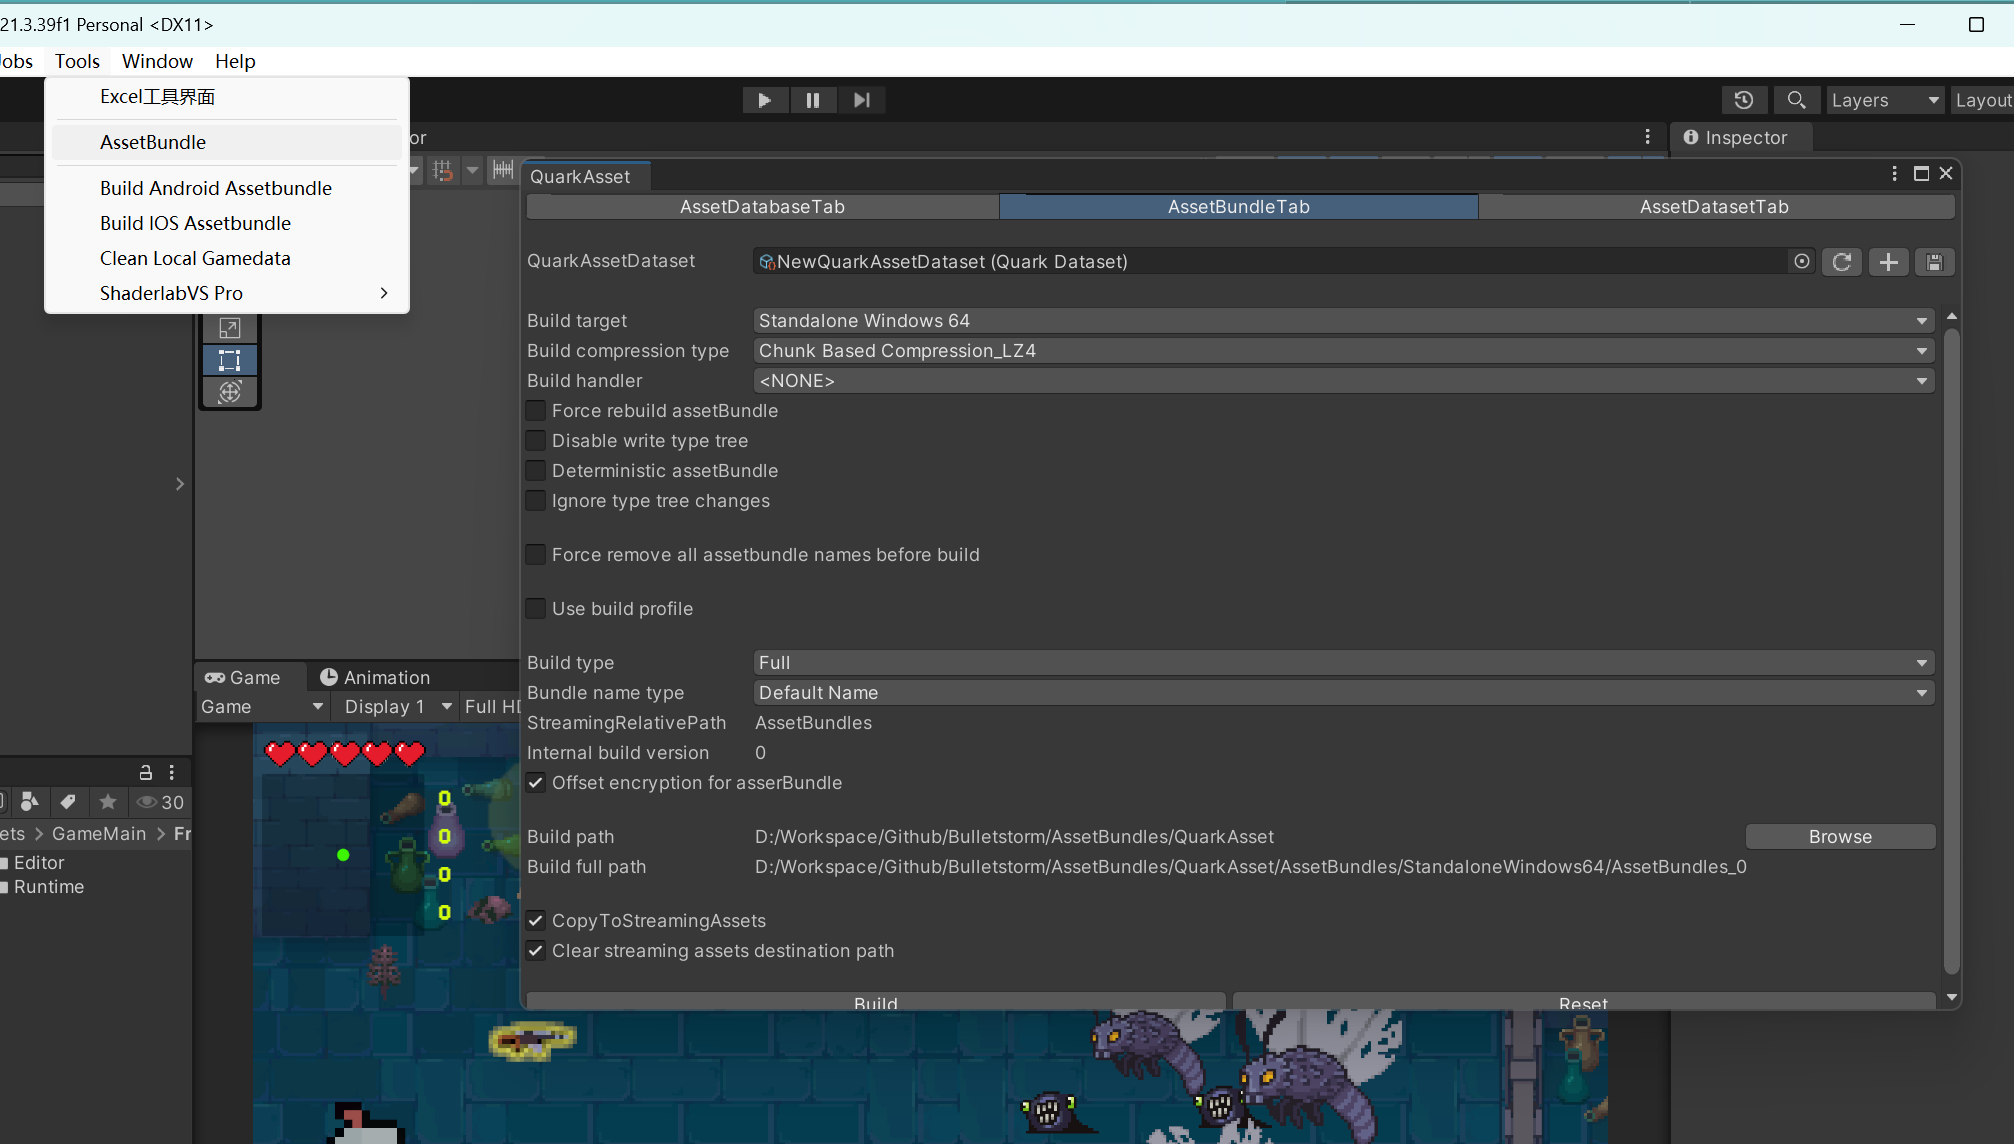 21.3.39f1 Personal <DX11>
Jobs Tools Window Help
Excel工具界面
AssetBundle
Build Android Assetbundle
Build IOS Assetbundle
Clean Local Gamedata
ShaderlabVS Pro
Layers Layout
or
Inspector
QuarkAsset
AssetDatabaseTab AssetBundleTab AssetDatasetTab
QuarkAssetDataset NewQuarkAssetDataset (Quark Dataset)
Build target Standalone Windows 64
Build compression type Chunk Based Compression_LZ4
Build handler <NONE>
Force rebuild assetBundle
Disable write type tree
Deterministic assetBundle
Ignore type tree changes
Force remove all assetbundle names before build
Use build profile
Build type Full
Bundle name type Default Name
StreamingRelativePath AssetBundles
Internal build version 0
Offset encryption for asserBundle
Build path D:/Workspace/Github/Bulletstorm/AssetBundles/QuarkAsset Browse
Build full path D:/Workspace/Github/Bulletstorm/AssetBundles/QuarkAsset/AssetBundles/StandaloneWindows64/AssetBundles_0
CopyToStreamingAssets
Clear streaming assets destination path
Build Reset
Game Animation
Game Display 1 Full HD
0
0
0
0
30
ets > GameMain > Fr
Editor
Runtime